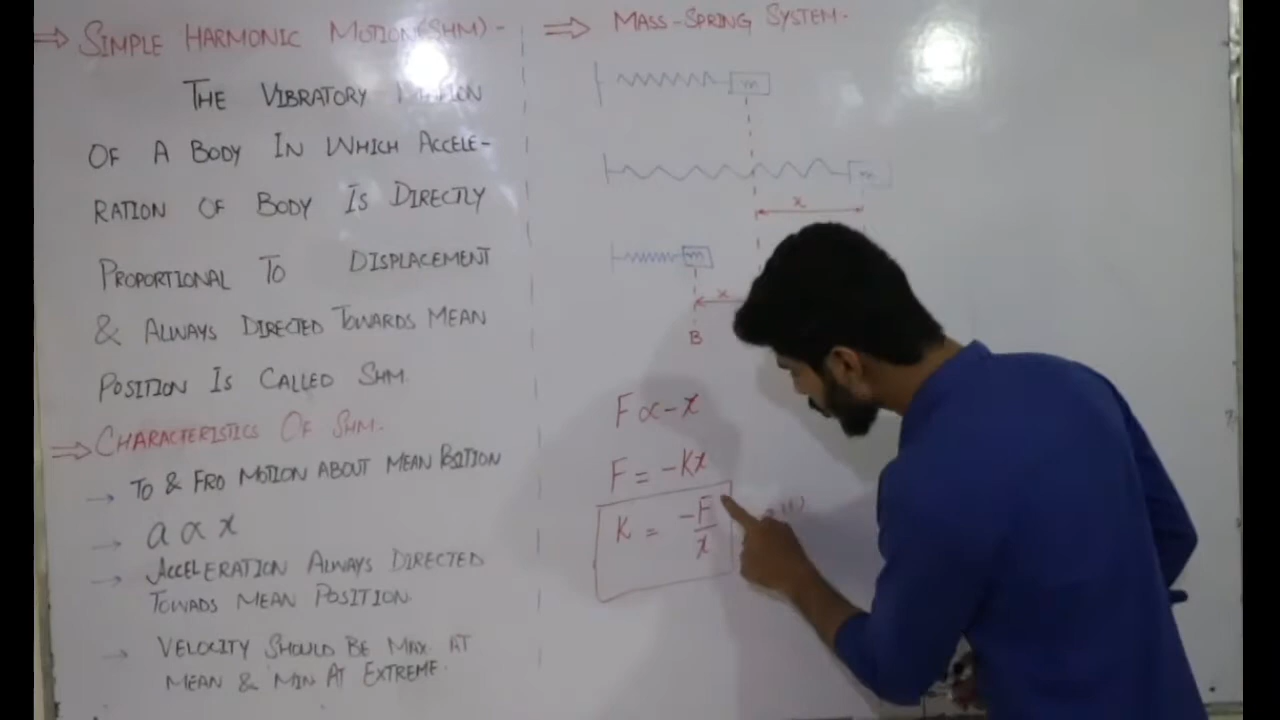 ⇒ SIMPLE HARMONIC MOTION(SHM)-
THE VIBRATORY MOTION
OF A BODY IN WHICH ACCELE-
RATION OF BODY IS DIRECTLY
PROPORTIONAL TO DISPLACEMENT
& ALWAYS DIRECTED TOWARDS MEAN
POSITION IS CALLED SHM.
⇒ CHARACTERISTICS OF SHM.
→ TO & FRO MOTION ABOUT MEAN POSITION
→ a α x
→ ACCELERATION ALWAYS DIRECTED
TOWADS MEAN POSITION.
→ VELOCITY SHOULD BE MAX. AT
MEAN & MIN AT EXTREME.
⇒ MASS-SPRING SYSTEM.
m
m
x
m
x
B
F ∝ -x
F = -Kx
K = -F/x